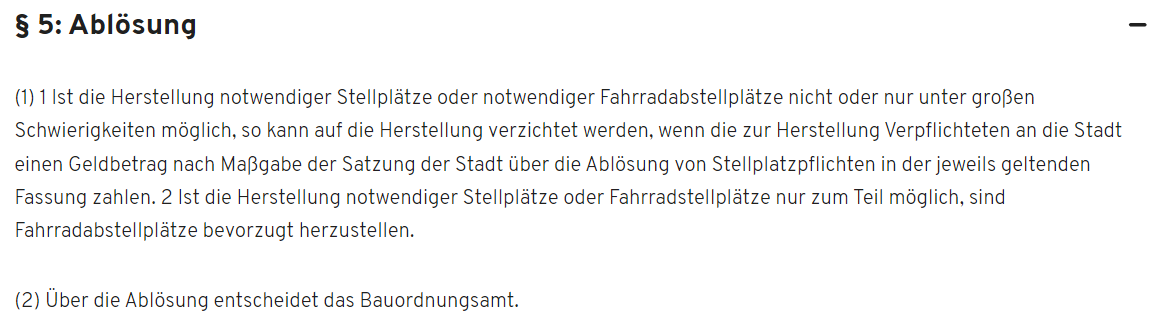 § 5: Ablösung
(1) 1 Ist die Herstellung notwendiger Stellplätze oder notwendiger Fahrradabstellplätze nicht oder nur unter großen
Schwierigkeiten möglich, so kann auf die Herstellung verzichtet werden, wenn die zur Herstellung Verpflichteten an die Stadt
einen Geldbetrag nach Maßgabe der Satzung der Stadt über die Ablösung von Stellplatzpflichten in der jeweils geltenden
Fassung zahlen. 2 Ist die Herstellung notwendiger Stellplätze oder Fahrradstellplätze nur zum Teil möglich, sind
Fahrradabstellplätze bevorzugt herzustellen.
(2) Über die Ablösung entscheidet das Bauordnungsamt.